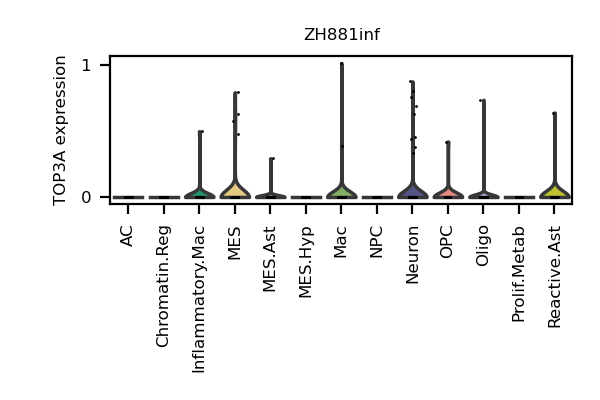 ZH881inf
TOP3A expression
1
0
AC
Chromatin.Reg
Inflammatory.Mac
MES
MES.Ast
MES.Hyp
Mac
NPC
Neuron
OPC
Oligo
Prolif.Metab
Reactive.Ast